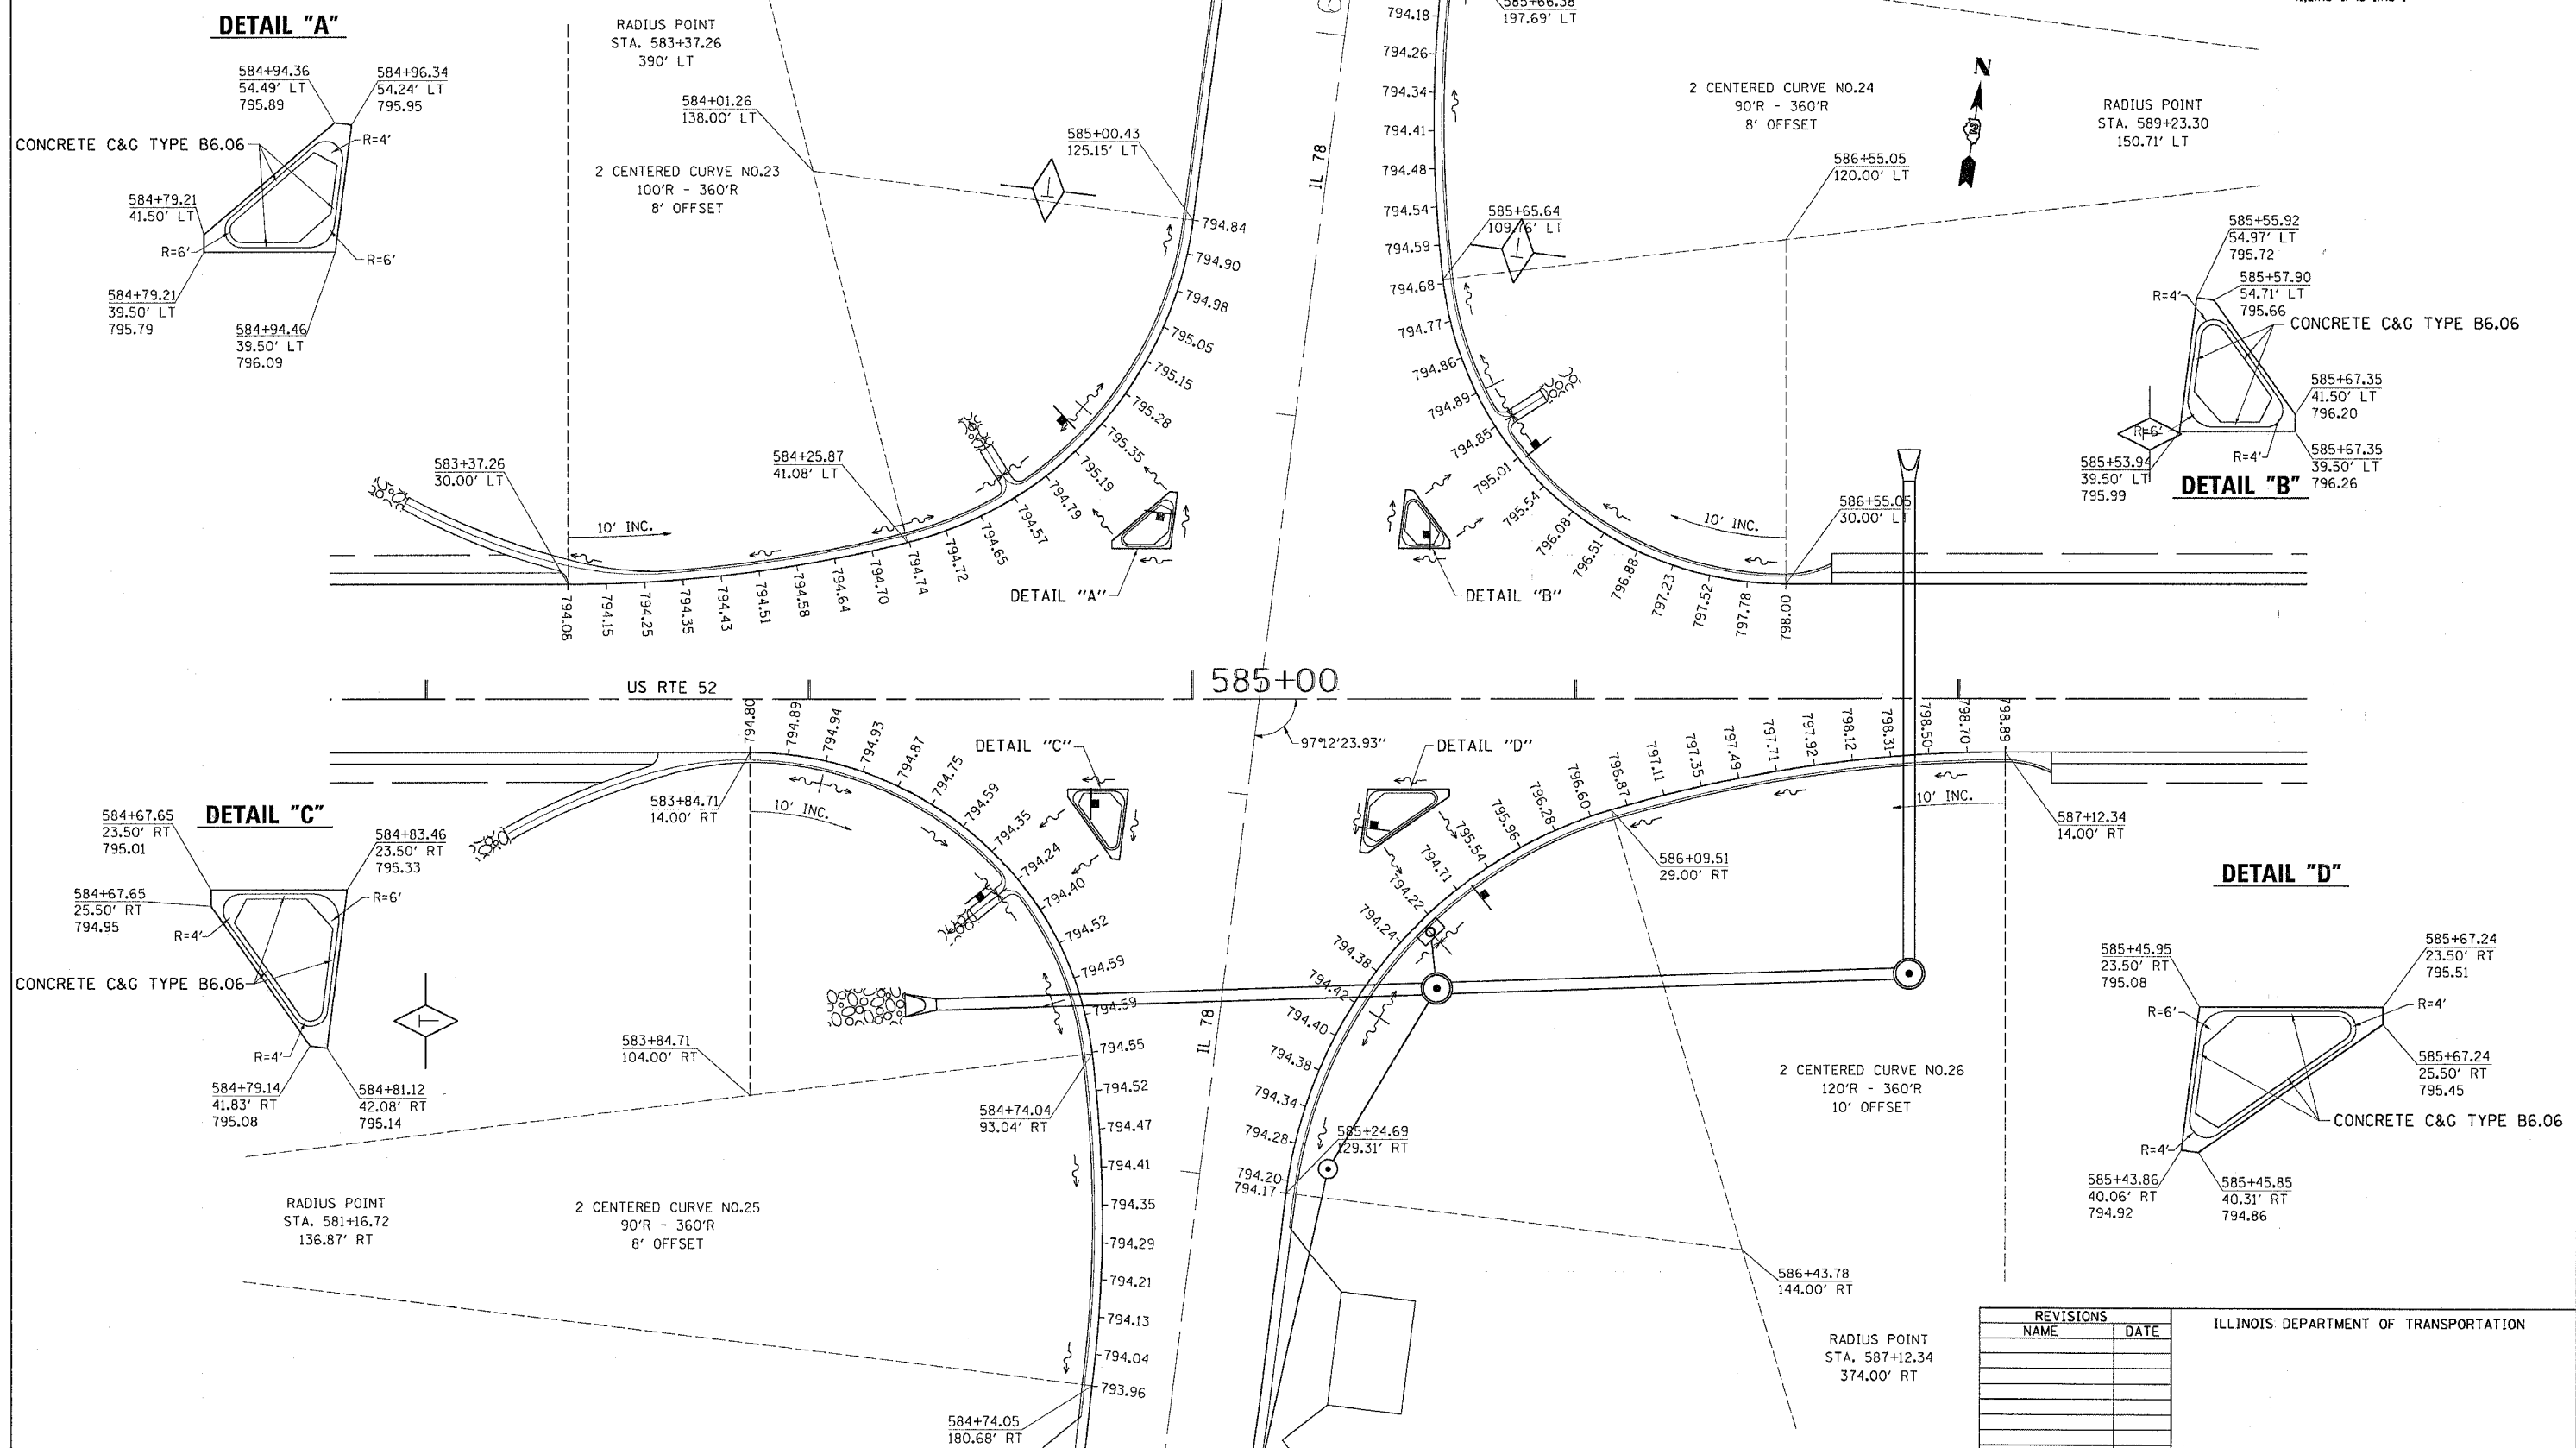 DETAIL "A"
584+94.36
54.49' LT
795.89
584+96.34
54.24' LT
795.95
CONCRETE C&G TYPE B6.06
R=4'
584+79.21
41.50' LT
R=6'
R=6'
584+79.21
39.50' LT
795.79
584+94.46
39.50' LT
796.09
RADIUS POINT
STA. 583+37.26
390' LT
584+01.26
138.00' LT
2 CENTERED CURVE NO.23
100'R - 360'R
8' OFFSET
585+00.43
125.15' LT
583+37.26
30.00' LT
584+25.87
41.08' LT
10' INC.
794.84
794.90
794.98
795.05
795.15
795.28
795.35
795.19
794.79
794.57
794.65
794.72
794.74
794.70
794.64
794.58
794.51
794.43
794.35
794.25
794.15
794.08
DETAIL "A"
IL 78
585+66.38
197.69' LT
794.18
794.26
794.34
794.41
794.48
794.54
794.59
794.68
794.77
794.86
794.89
794.85
795.01
795.54
796.08
796.51
796.88
797.23
797.52
797.78
798.00
585+65.64
109.76' LT
2 CENTERED CURVE NO.24
90'R - 360'R
8' OFFSET
N
2
RADIUS POINT
STA. 589+23.30
150.71' LT
586+55.05
120.00' LT
586+55.05
30.00' LT
10' INC.
DETAIL "B"
585+55.92
54.97' LT
795.72
585+57.90
54.71' LT
795.66
R=4'
CONCRETE C&G TYPE B6.06
585+67.35
41.50' LT
796.20
R=6'
R=4'
585+53.94
39.50' LT
795.99
585+67.35
39.50' LT
796.26
DETAIL "B"
US RTE 52
585+00
97°12'23.93"
DETAIL "C"
DETAIL "D"
794.08
794.89
794.94
794.93
794.87
794.75
794.59
794.35
794.24
794.40
794.52
794.59
794.59
794.55
794.52
794.47
794.41
794.35
794.29
794.21
794.13
794.04
793.96
583+84.71
14.00' RT
10' INC.
DETAIL "C"
584+67.65
23.50' RT
795.01
584+83.46
23.50' RT
795.33
584+67.65
25.50' RT
794.95
R=6'
R=4'
CONCRETE C&G TYPE B6.06
R=4'
584+79.14
41.83' RT
795.08
584+81.12
42.08' RT
795.14
583+84.71
104.00' RT
584+74.04
93.04' RT
RADIUS POINT
STA. 581+16.72
136.87' RT
2 CENTERED CURVE NO.25
90'R - 360'R
8' OFFSET
584+74.05
180.68' RT
IL 78
798.89
798.70
798.50
798.31
798.12
797.92
797.71
797.49
797.35
797.11
796.87
796.60
796.28
795.96
795.54
794.71
794.22
794.24
794.38
794.42
794.40
794.38
794.34
794.28
794.20
794.17
10' INC.
587+12.34
14.00' RT
586+09.51
29.00' RT
585+24.69
129.31' RT
2 CENTERED CURVE NO.26
120'R - 360'R
10' OFFSET
586+43.78
144.00' RT
RADIUS POINT
STA. 587+12.34
374.00' RT
DETAIL "D"
585+45.95
23.50' RT
795.08
585+67.24
23.50' RT
795.51
R=6'
R=4'
585+67.24
25.50' RT
795.45
CONCRETE C&G TYPE B6.06
R=4'
585+43.86
40.06' RT
794.92
585+45.85
40.31' RT
794.86
REVISIONS
NAME DATE
ILLINOIS DEPARTMENT OF TRANSPORTATION